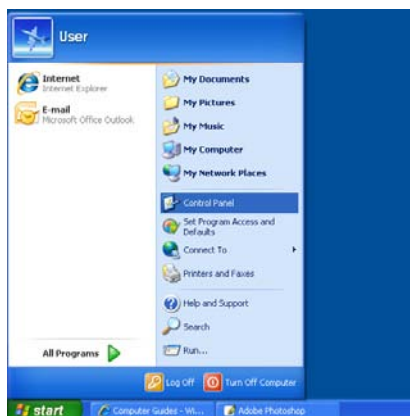 User
Internet
Internet Explorer
E-mail
Microsoft Office Outlook
All Programs
My Documents
My Pictures
My Music
My Computer
My Network Places
Control Panel
Set Program Access and
Defaults
Connect To
Printers and Faxes
Help and Support
Search
Run...
Log Off
Turn Off Computer
start
Computer Guides - Wi...
Adobe Photoshop